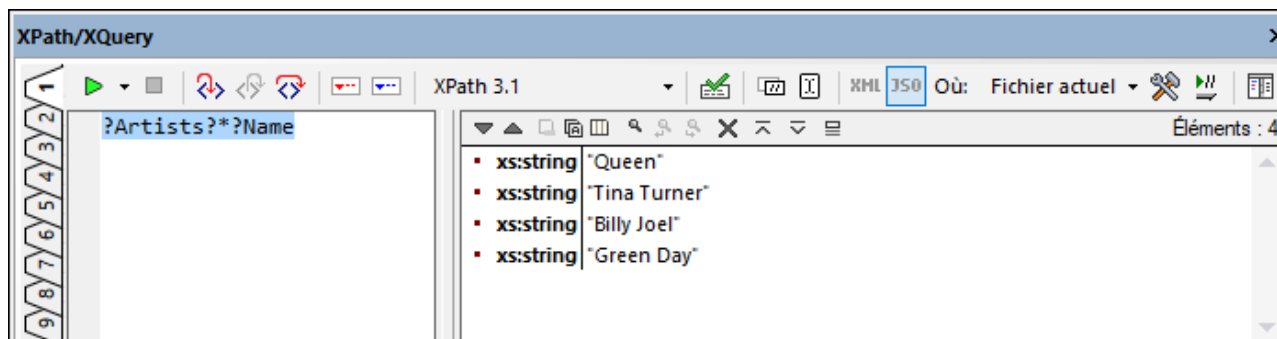 XPath/XQuery
XPath 3.1
XML JSO Où: Fichier actuel
1
2
3
4
5
6
7
8
9
?Artists?*?Name
Éléments : 4
xs:string "Queen"
xs:string "Tina Turner"
xs:string "Billy Joel"
xs:string "Green Day"